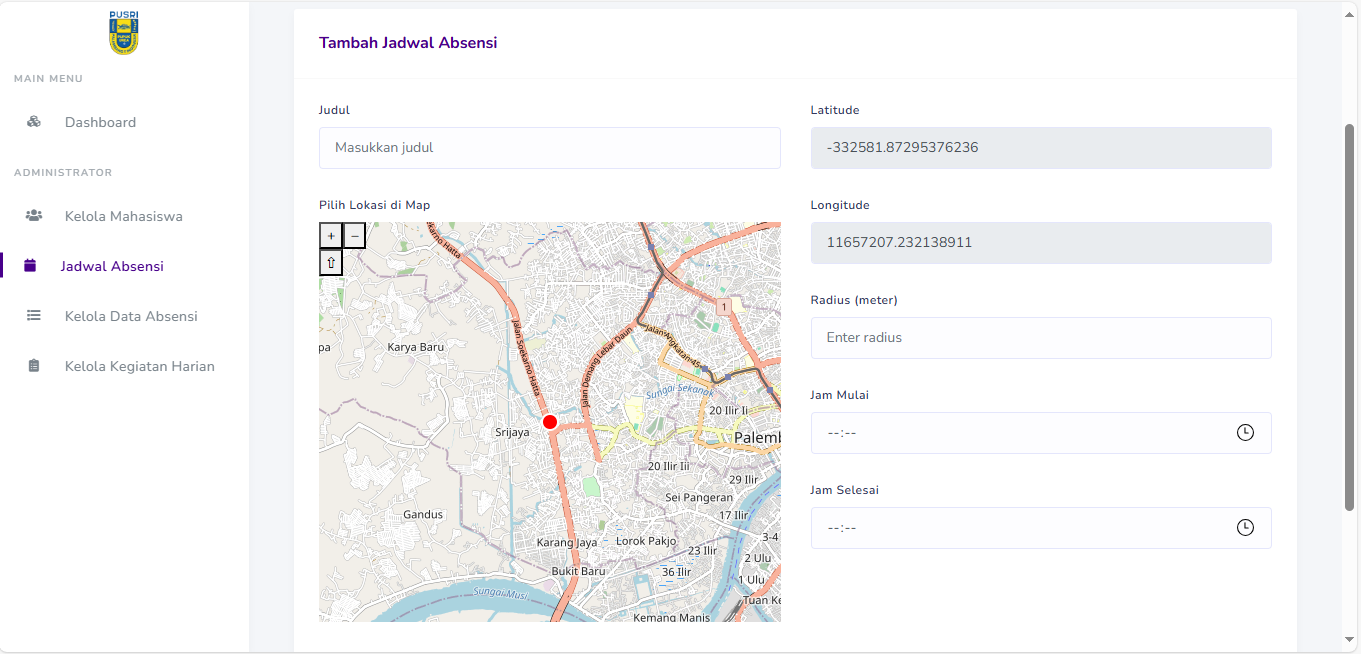 PUSRI
MAIN MENU
Dashboard
ADMINISTRATOR
Kelola Mahasiswa
Jadwal Absensi
Kelola Data Absensi
Kelola Kegiatan Harian
Tambah Jadwal Absensi
Judul
Masukkan judul
Pilih Lokasi di Map
+
−
⇧
Soekarno Hatta
Jalan Soekarno Hatta
Jalan Demang Lebar Daun
Jalan Angkatan 45
1
pa
Karya Baru
Sungai Sekanak
20 Ilir Ii
Srijaya
Palemb
20 Ilir Iii
29 Ilir
Sei Pangeran
Gandus
17 Ilir
Karang Jaya
Lorok Pakjo
23 Ilir
3-4
2 Ulu
Bukit Baru
36 Ilir
1 Ulu
Sungai Musi
Tuan Ke
Kemang Manis
Latitude
-332581.87295376236
Longitude
11657207.232138911
Radius (meter)
Enter radius
Jam Mulai
--:--
Jam Selesai
--:--